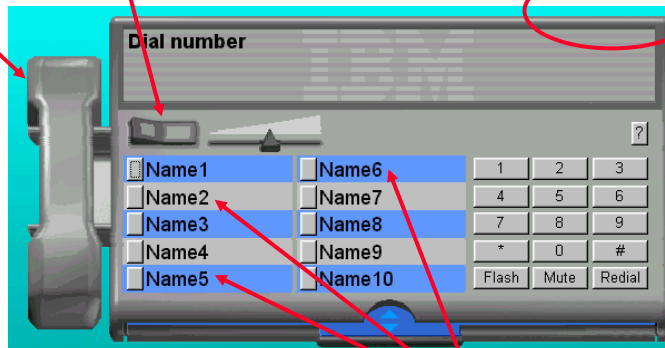 Dial number
IBM
?
Name1 Name6 1 2 3
Name2 Name7 4 5 6
Name3 Name8 7 8 9
Name4 Name9 * 0 #
Name5 Name10 Flash Mute Redial